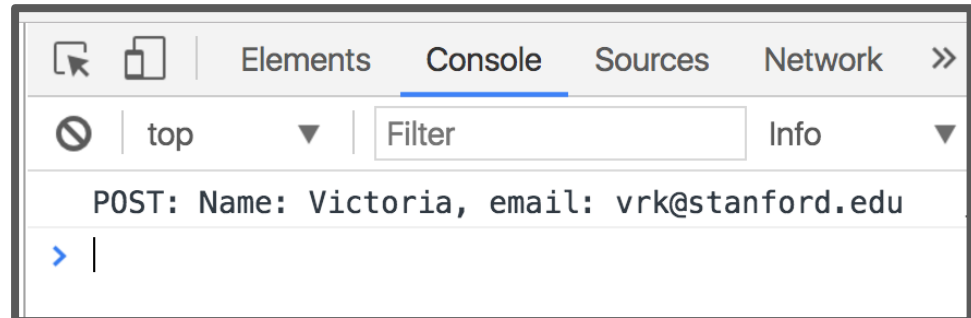 Elements Console Sources Network »
top ▼ Filter Info ▼
POST: Name: Victoria, email: vrk@stanford.edu
>